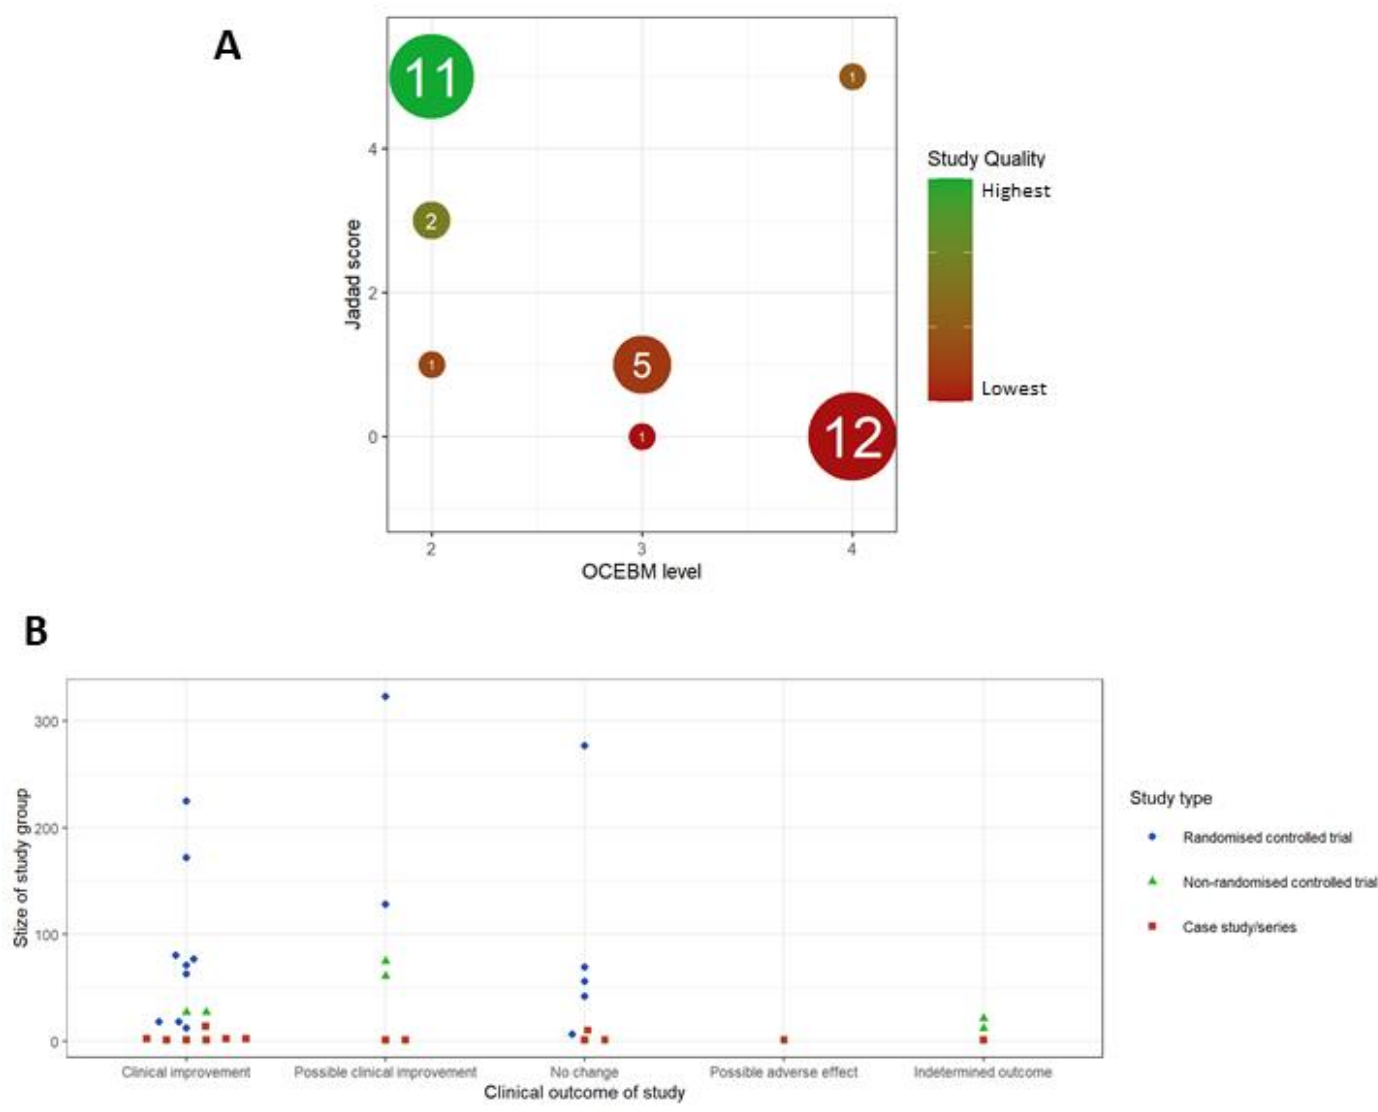 A
11
1
4
2
2
1
5
1
12
0
2
3
4
Jadad score
OCEBM level
Study Quality
Highest
Lowest
B
300
200
100
0
Stize of study group
Clinical improvement
Possible clinical improvement
No change
Possible adverse effect
Indetermined outcome
Clinical outcome of study
Study type
Randomised controlled trial
Non-randomised controlled trial
Case study/series